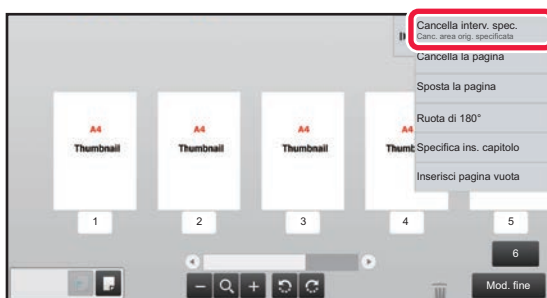 Cancella interv. spec.
Canc. area orig. specificata
Cancella la pagina
Sposta la pagina
Ruota di 180°
Specifica ins. capitolo
Inserisci pagina vuota
A4
Thumbnail
A4
Thumbnail
A4
Thumbnail
A4
Thumb
1
2
3
4
5
6
Mod. fine